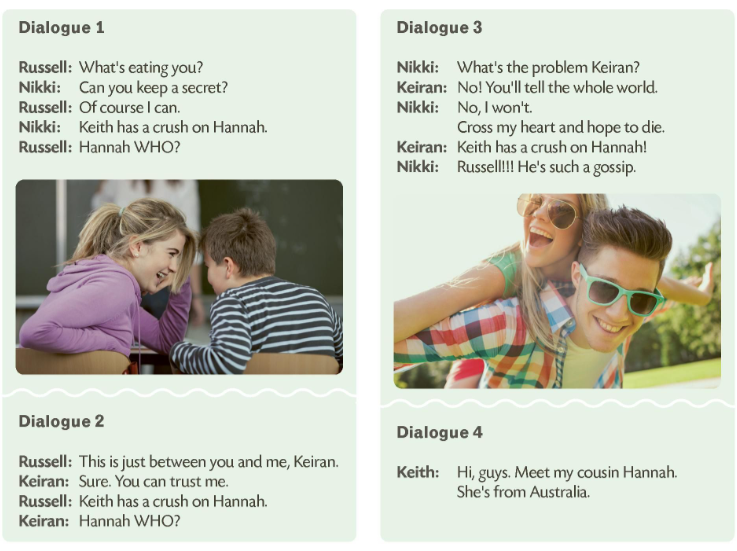 Dialogue 1
Russell: What's eating you?
Nikki: Can you keep a secret?
Russell: Of course I can.
Nikki: Keith has a crush on Hannah.
Russell: Hannah WHO?
Dialogue 2
Russell: This is just between you and me, Keiran.
Keiran: Sure. You can trust me.
Russell: Keith has a crush on Hannah.
Keiran: Hannah WHO?
Dialogue 3
Nikki: What's the problem Keiran?
Keiran: No! You'll tell the whole world.
Nikki: No, I won't.
Cross my heart and hope to die.
Keiran: Keith has a crush on Hannah!
Nikki: Russell!!! He's such a gossip.
Dialogue 4
Keith: Hi, guys. Meet my cousin Hannah.
She's from Australia.